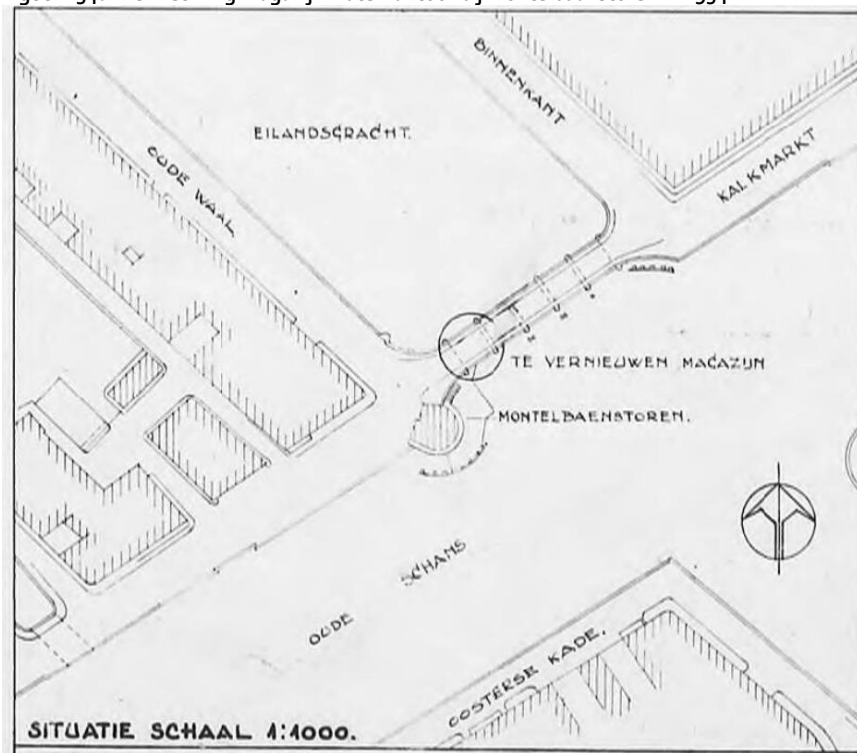 BINNENKANT
EILANDSGRACHT.
KALKMARKT
OUDE WAAL
TE VERNIEUWEN MAGAZIJN
MONTELBAENSTOREN.
OUDE SCHANS
OOSTERSE KADE.
SITUATIE SCHAAL 1:1000.